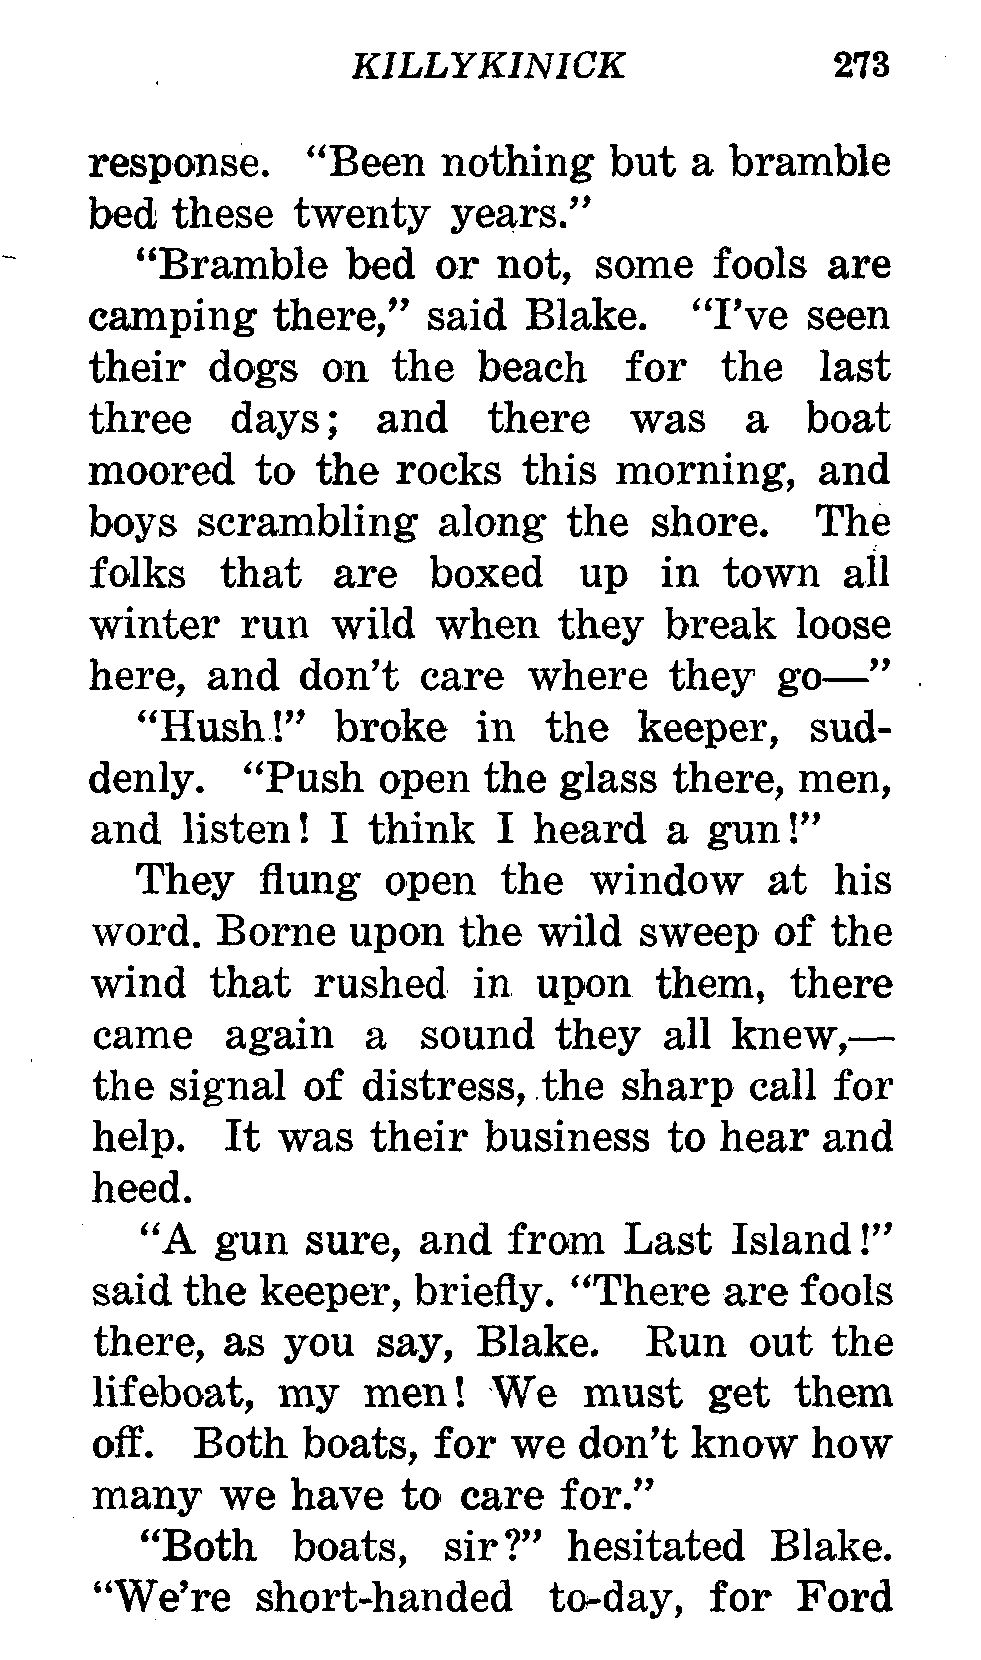 KILLYKINICK 273
response. “Been nothing but a bramble
bed these twenty years.”
“Bramble bed or not, some fools are
camping there,” said Blake. “I’ve seen
their dogs on the beach for the last
three days; and there was a boat
moored to the rocks this morning, and
boys scrambling along the shore. The
folks that are boxed up in town all
winter run wild when they break loose
here, and don’t care where they go—”
“Hush!” broke in the keeper, sud-
denly. “Push open the glass there, men,
and listen! I think I heard a gun!”
They flung open the window at his
word. Borne upon the wild sweep of the
wind that rushed in upon them, there
came again a sound they all knew,—
the signal of distress, the sharp call for
help. It was their business to hear and
heed.
“A gun sure, and from Last Island!”
said the keeper, briefly. “There are fools
there, as you say, Blake. Run out the
lifeboat, my men! We must get them
off. Both boats, for we don’t know how
many we have to care for.”
“Both boats, sir?” hesitated Blake.
“We’re short-handed to-day, for Ford